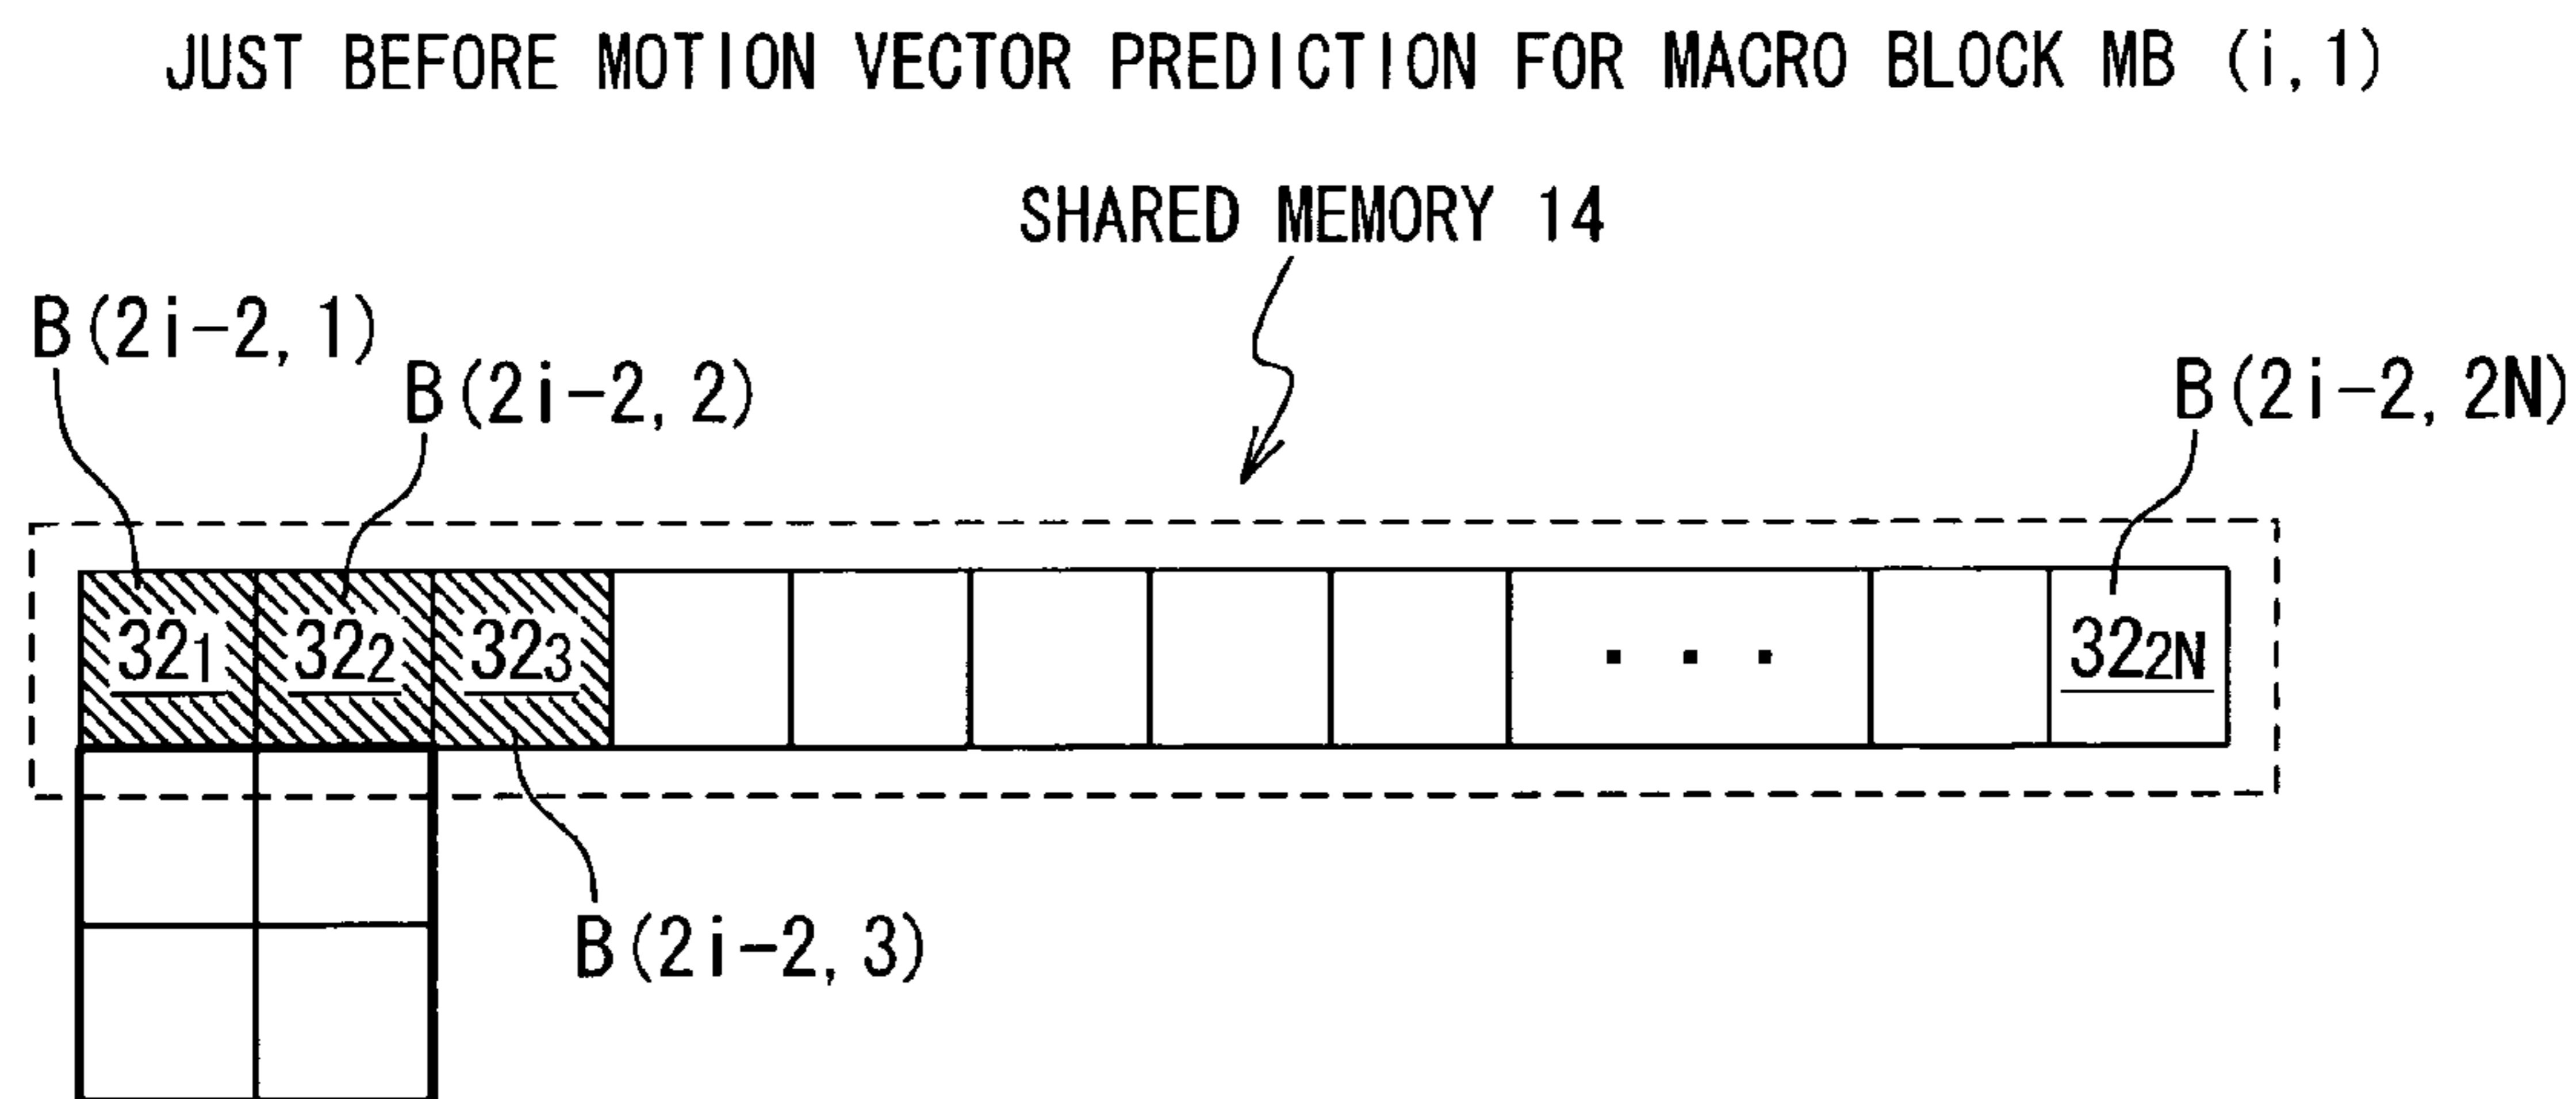 JUST BEFORE MOTION VECTOR PREDICTION FOR MACRO BLOCK MB (i,1)
SHARED MEMORY 14
B(2i-2,1)
B(2i-2,2)
B(2i-2,2N)
32₁ 32₂ 32₃ ... 32₂N
B(2i-2,3)